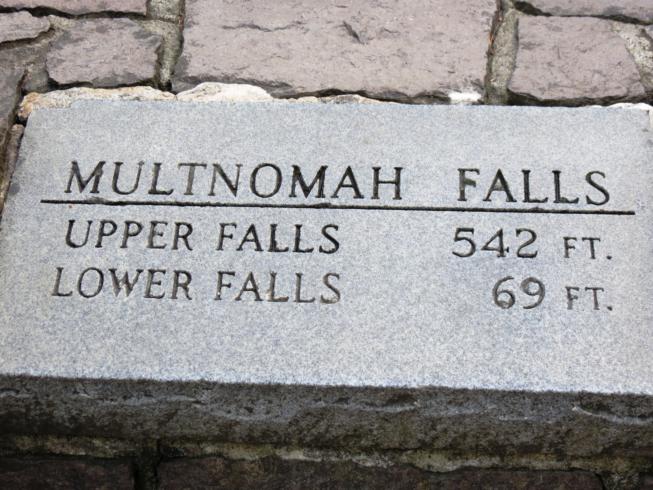 MULTNOMAH FALLS
UPPER FALLS 542 FT.
LOWER FALLS 69 FT.